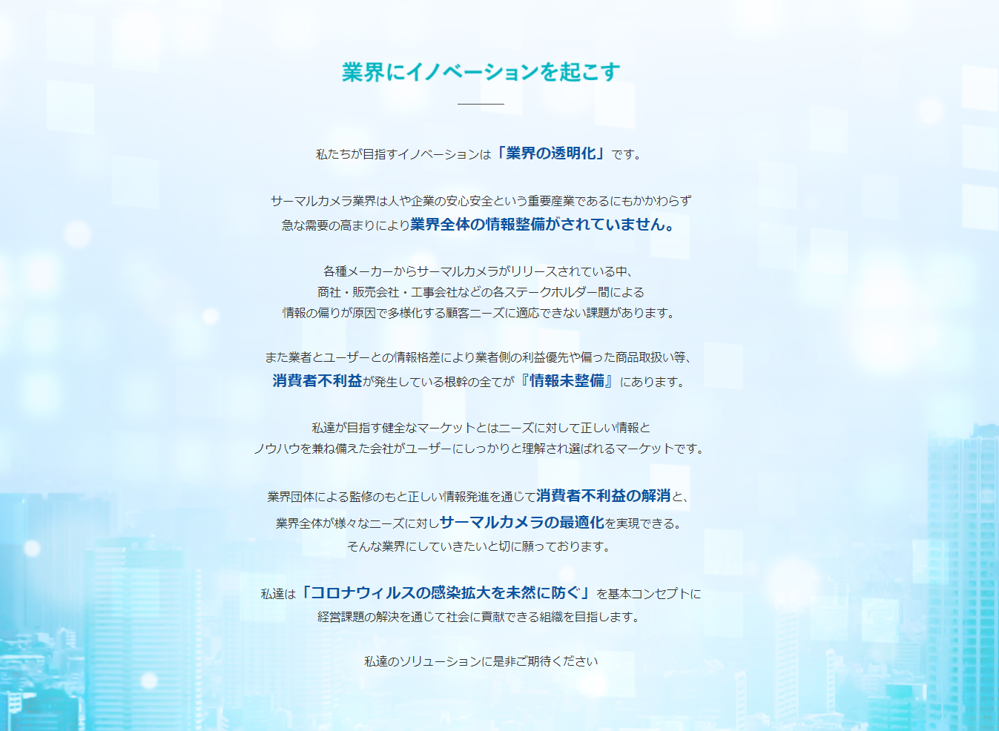 業界にイノベーションを起こす
私たちが目指すイノベーションは「業界の透明化」です。
サーマルカメラ業界は人や企業の安心安全という重要産業であるにもかかわらず
急な需要の高まりにより業界全体の情報整備がされていません。
各種メーカーからサーマルカメラがリリースされている中、
商社・販売会社・工事会社などの各ステークホルダー間による
情報の偏りが原因で多様化する顧客ニーズに適応できない課題があります。
また業者とユーザーとの情報格差により業者側の利益優先や偏った商品取扱い等、
消費者不利益が発生している根幹の全てが『情報未整備』にあります。
私達が目指す健全なマーケットとはニーズに対して正しい情報と
ノウハウを兼ね備えた会社がユーザーにしっかりと理解され選ばれるマーケットです。
業界団体による監修のもと正しい情報発進を通じて消費者不利益の解消と、
業界全体が様々なニーズに対しサーマルカメラの最適化を実現できる。
そんな業界にしていきたいと切に願っております。
私達は「コロナウィルスの感染拡大を未然に防ぐ」を基本コンセプトに
経営課題の解決を通じて社会に貢献できる組織を目指します。
私達のソリューションに是非ご期待ください